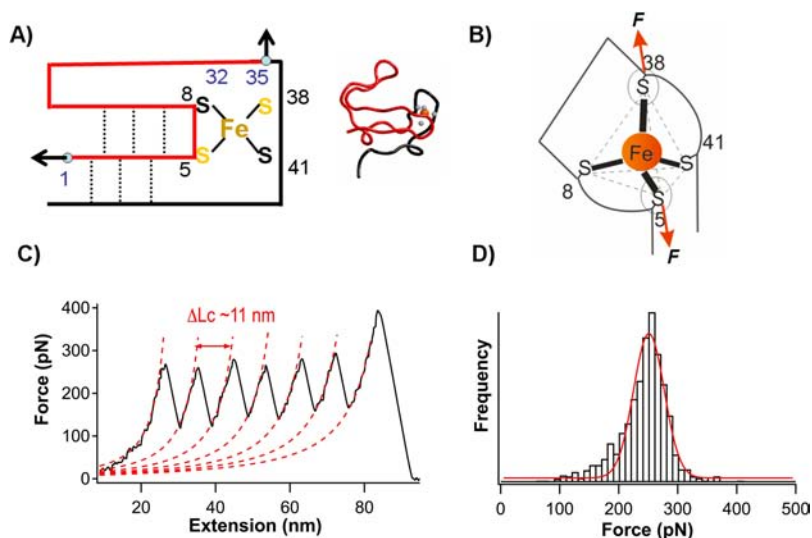 A)
32 35
8 S S 38
Fe
5 S S 41
1
B)
F
38
S
Fe
S S
41
8
S
5
F
C)
ΔLc ~11 nm
Force (pN)
400
300
200
100
0
20 40 60 80
Extension (nm)
D)
Frequency
0 100 200 300 400 500
Force (pN)